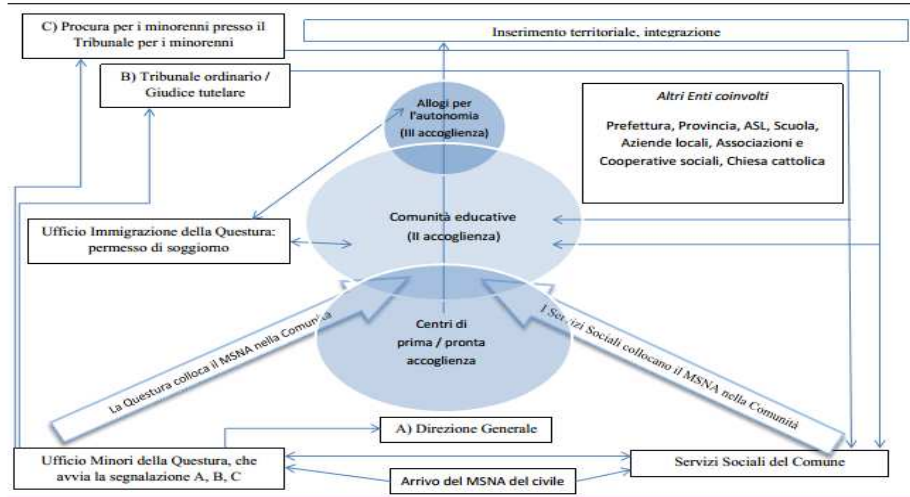 C) Procura per i minorenni presso il
Tribunale per i minorenni
Inserimento territoriale, integrazione
B) Tribunale ordinario /
Giudice tutelare
Allogi per
l'autonomia
(III accoglienza)
Altri Enti coinvolti
Prefettura, Provincia, ASL, Scuola,
Aziende locali, Associazioni e
Cooperative sociali, Chiesa cattolica
Ufficio Immigrazione della Questura:
permesso di soggiorno
Comunità educative
(II accoglienza)
Centri di
prima / pronta
accoglienza
La Questura colloca il MSNA nella Comunità
I Servizi Sociali collocano il MSNA nella Comunità
A) Direzione Generale
Ufficio Minori della Questura, che
avvia la segnalazione A, B, C
Arrivo del MSNA del civile
Servizi Sociali del Comune